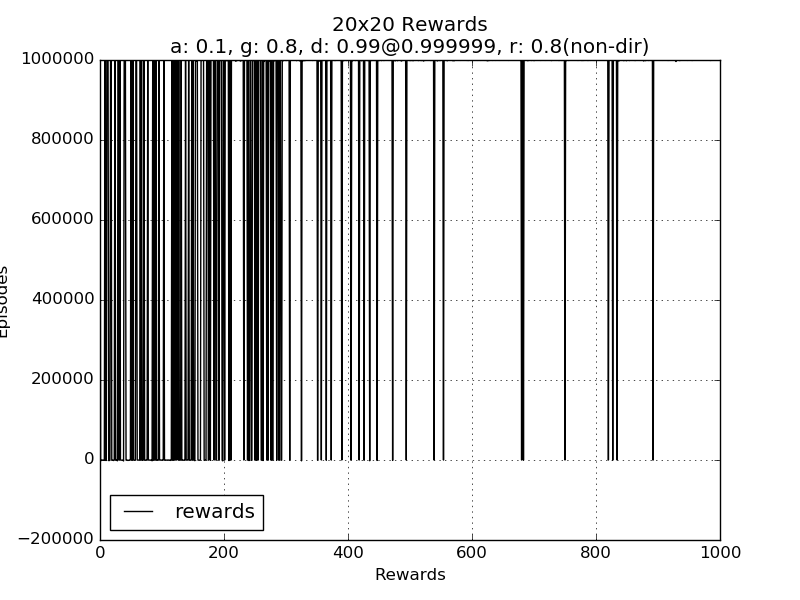 20x20 Rewards
a: 0.1, g: 0.8, d: 0.99@0.999999, r: 0.8(non-dir)
1000000
800000
600000
400000
200000
0
−200000
Episodes
rewards
0 200 400 600 800 1000
Rewards